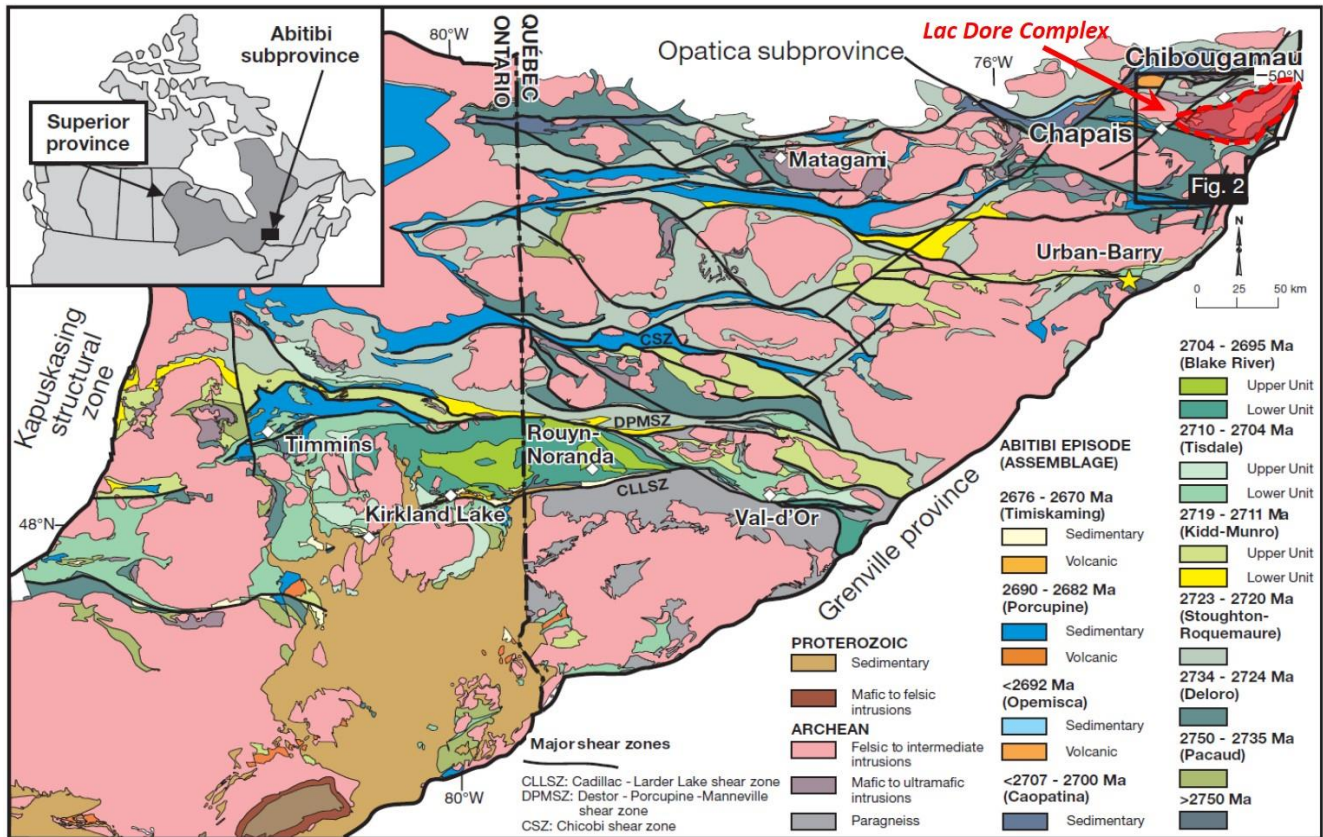 Abitibi
subprovince
Superior
province
80°W
QUÉBEC
ONTARIO
Opatica subprovince
Lac Dore Complex
76°W
Chibougamau
50°N
Chapais
Matagami
Fig. 2
N
Urban-Barry
0 25 50 km
Kapuskasing
structural
zone
CSZ
DPMSZ
Timmins
Rouyn-
Noranda
CLLSZ
Kirkland Lake
Val-d'Or
48°N
Grenville province
80°W
Major shear zones
CLLSZ: Cadillac - Larder Lake shear zone
DPMSZ: Destor - Porcupine -Manneville
shear zone
CSZ: Chicobi shear zone
PROTEROZOIC
Sedimentary
Mafic to felsic
intrusions
ARCHEAN
Felsic to intermediate
intrusions
Mafic to ultramafic
intrusions
Paragneiss
ABITIBI EPISODE
(ASSEMBLAGE)
2676 - 2670 Ma
(Timiskaming)
Sedimentary
Volcanic
2690 - 2682 Ma
(Porcupine)
Sedimentary
Volcanic
<2692 Ma
(Opemisca)
Sedimentary
Volcanic
<2707 - 2700 Ma
(Caopatina)
Sedimentary
2704 - 2695 Ma
(Blake River)
Upper Unit
Lower Unit
2710 - 2704 Ma
(Tisdale)
Upper Unit
Lower Unit
2719 - 2711 Ma
(Kidd-Munro)
Upper Unit
Lower Unit
2723 - 2720 Ma
(Stoughton-
Roquemaure)
2734 - 2724 Ma
(Deloro)
2750 - 2735 Ma
(Pacaud)
>2750 Ma